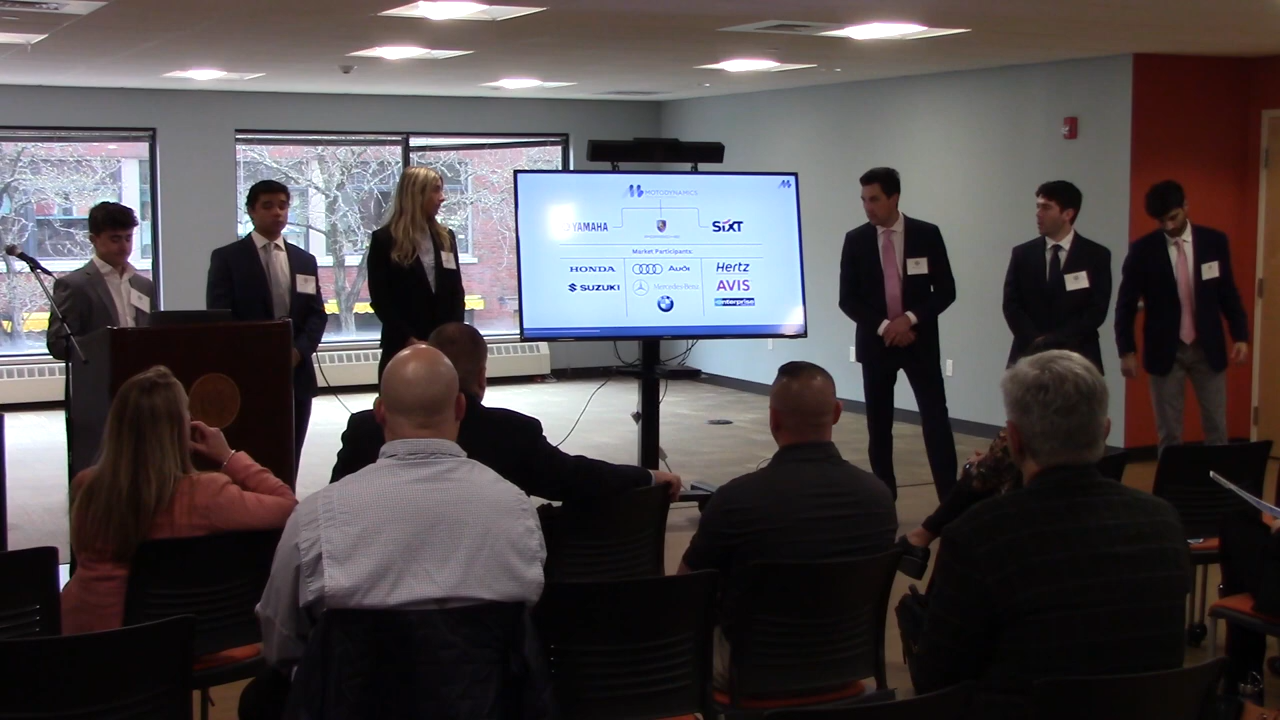 MOTODYNAMICS
YAMAHA
SIXT
Market Participants:
HONDA
Audi
Hertz
SUZUKI
Mercedes-Benz
AVIS
enterprise